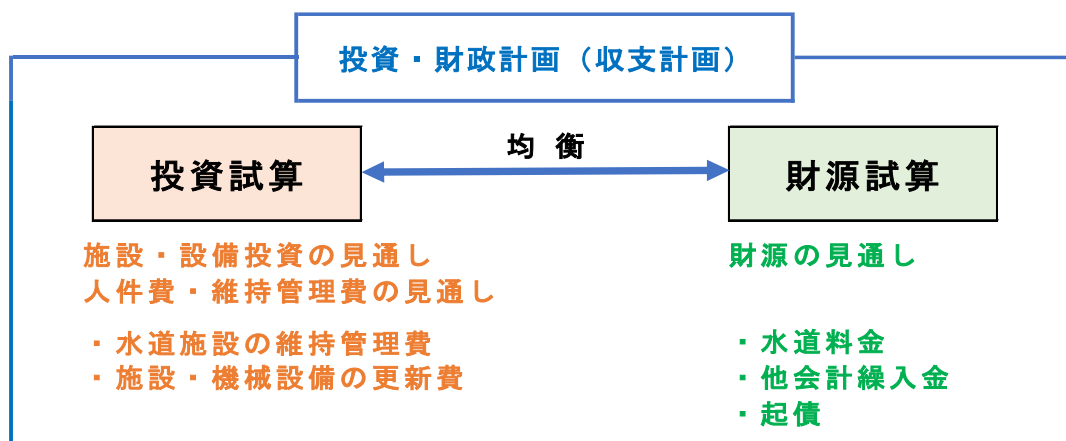 投資・財政計画（収支計画）
均 衡
投資試算
財源試算
施設・設備投資の見通し
人件費・維持管理費の見通し
・水道施設の維持管理費
・施設・機械設備の更新費
財源の見通し
・水道料金
・他会計繰入金
・起債